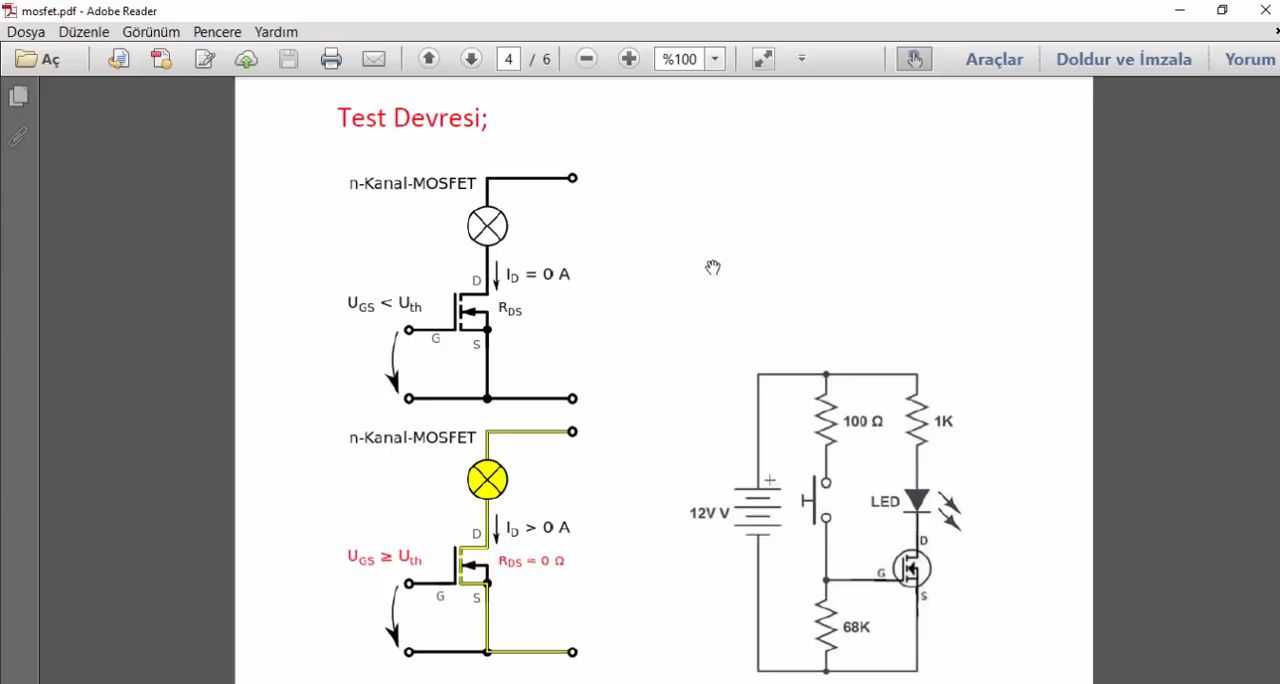 mosfet.pdf - Adobe Reader
Dosya Düzenle Görünüm Pencere Yardım
Aç 4 / 6 %100 Araçlar Doldur ve İmzala Yorum
Test Devresi;
n-Kanal-MOSFET
D
I_D = 0 A
U_GS < U_th
R_DS
G
S
n-Kanal-MOSFET
D
I_D > 0 A
U_GS ≥ U_th
R_DS ≈ 0 Ω
G
S
100 Ω
1K
+
12V V
LED
D
G
S
68K